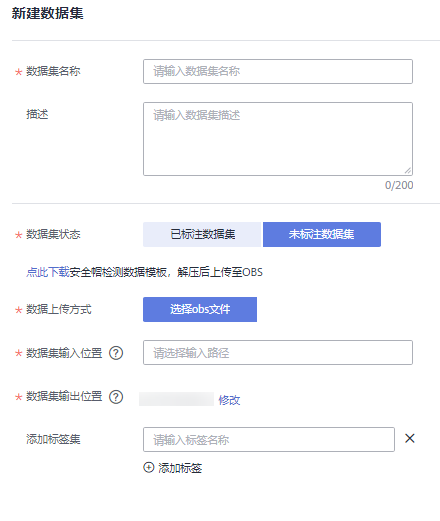 新建数据集
* 数据集名称 请输入数据集名称
描述 请输入数据集描述
0/200
* 数据集状态 已标注数据集 未标注数据集
点此下载安全帽检测数据模板，解压后上传至OBS
* 数据上传方式 选择obs文件
* 数据集输入位置 ? 请选择输入路径
* 数据集输出位置 ? 修改
添加标签集 请输入标签名称 ×
添加标签